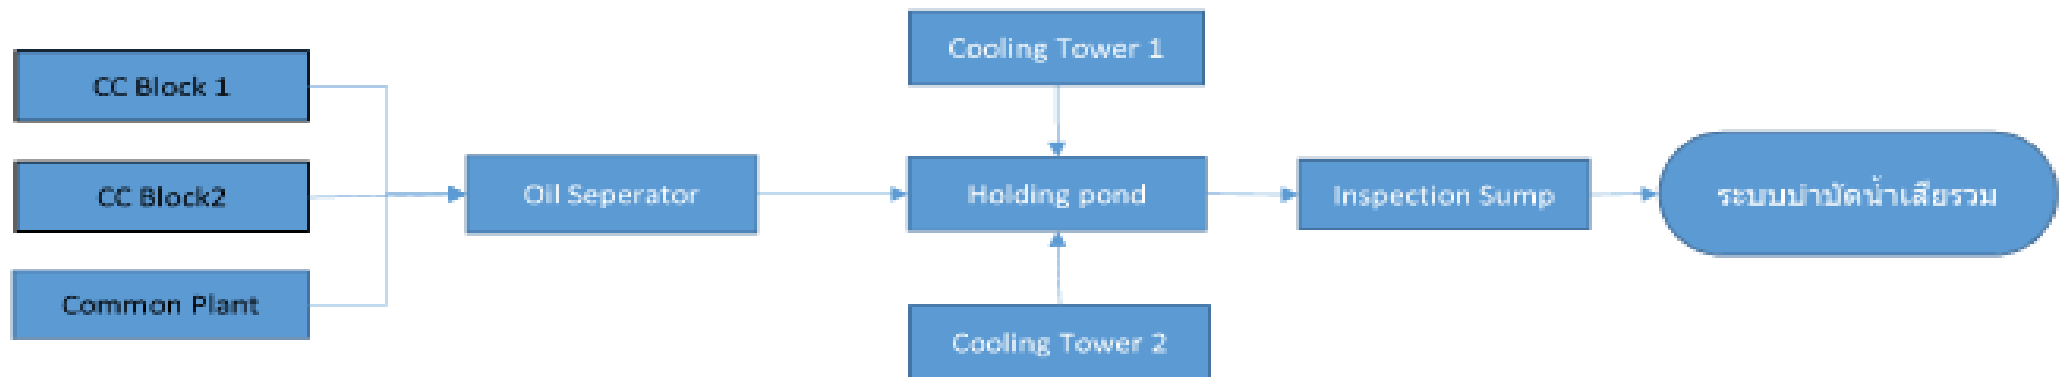 Cooling Tower 1
CC Block 1
CC Block2
Oil Seperator
Holding pond
Inspection Sump
ระบบบำบัดน้ำเสียรวม
Common Plant
Cooling Tower 2